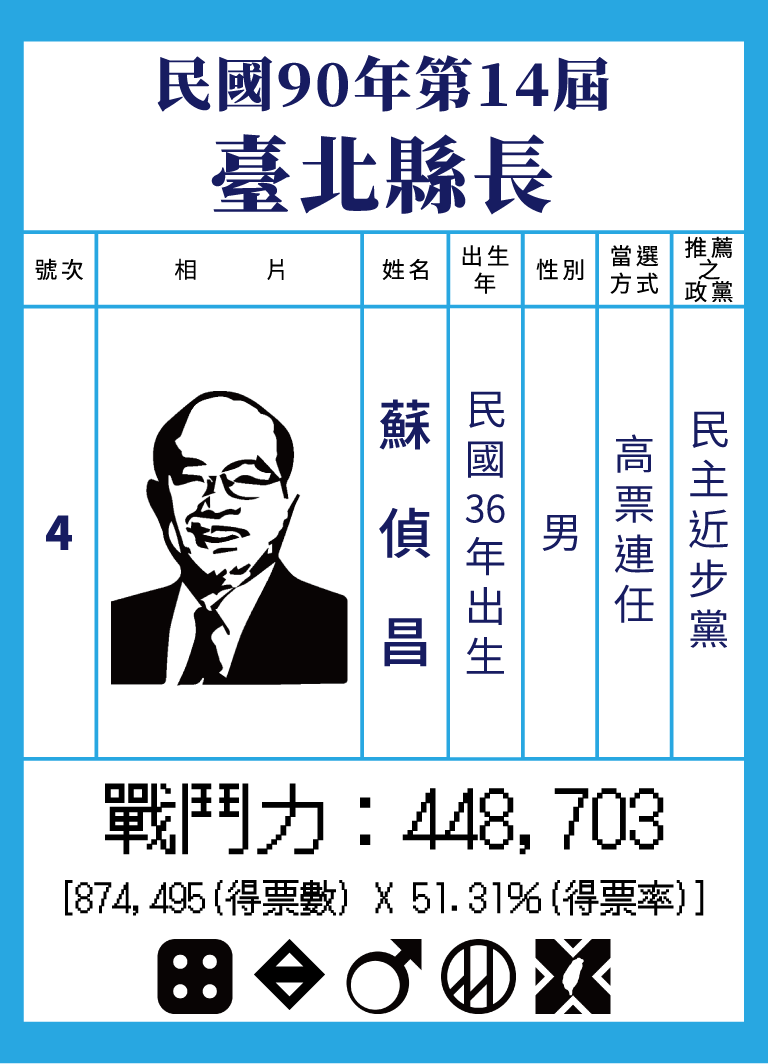 民國90年第14屆
臺北縣長
號次
相 片
姓名
出生
年
性別
當選
方式
推薦
之
政黨
4
蘇偵昌
民國36年出生
男
高票連任
民主近步黨
戰鬥力:448,703
[874,495(得票數) X 51.31%(得票率)]